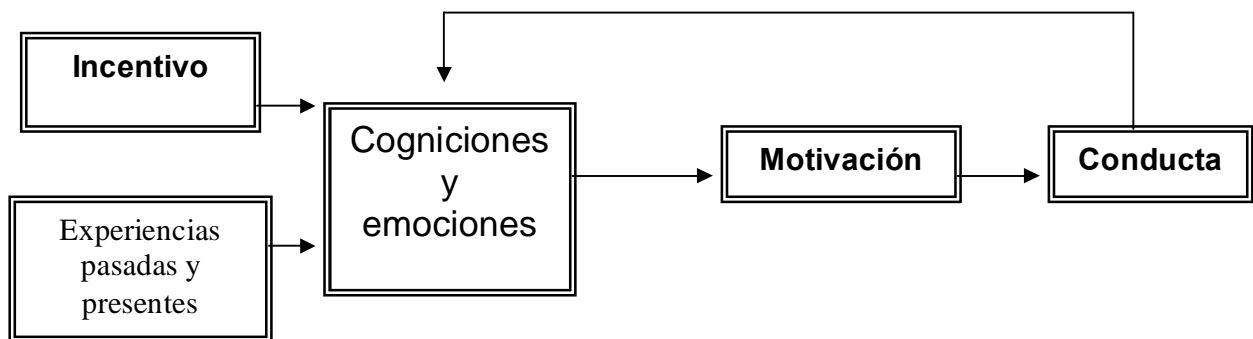 Incentivo
Experiencias
pasadas y
presentes
Cogniciones
y
emociones
Motivación
Conducta